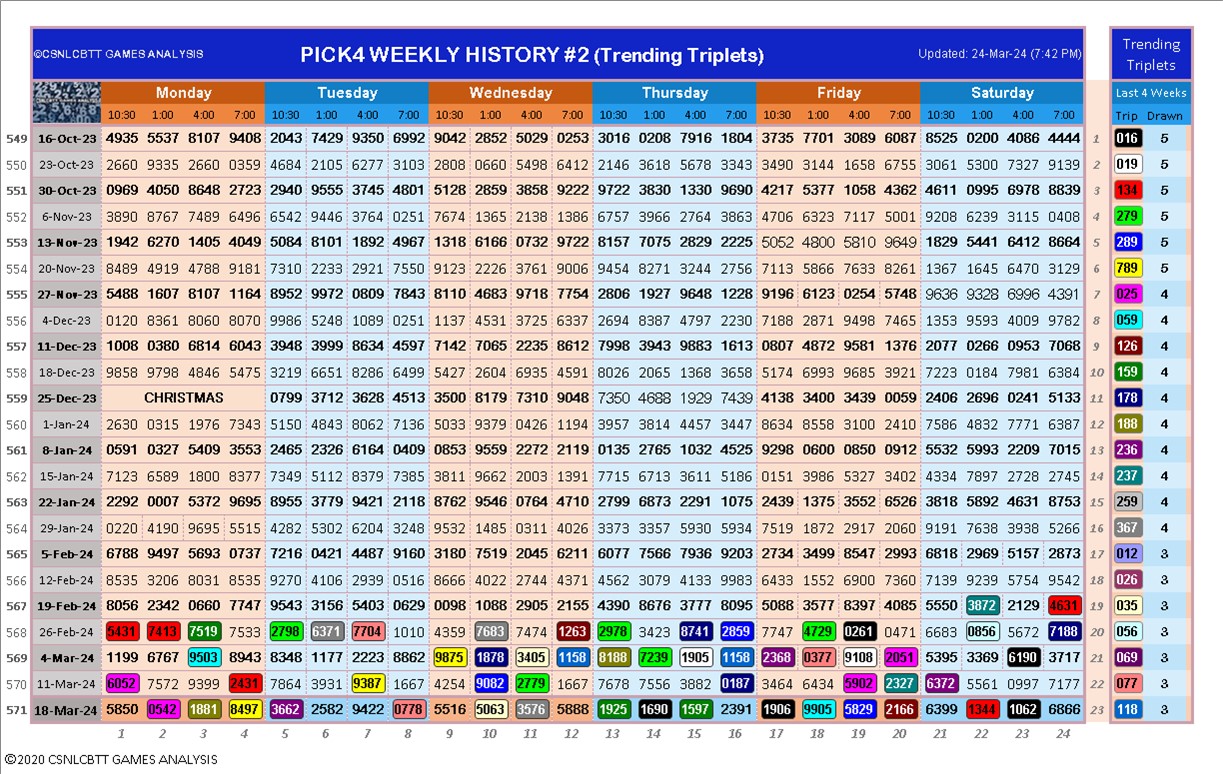 ©CSNLCBTT GAMES ANALYSIS PICK4 WEEKLY HISTORY #2 (Trending Triplets) Updated: 24-Mar-24 (7:42 PM) Trending Triplets
Monday Tuesday Wednesday Thursday Friday Saturday Last 4 Weeks
10:30 1:00 4:00 7:00 10:30 1:00 4:00 7:00 10:30 1:00 4:00 7:00 10:30 1:00 4:00 7:00 10:30 1:00 4:00 7:00 10:30 1:00 4:00 7:00 Trip Drawn
549 16-Oct-23 4935 5537 8107 9408 2043 7429 9350 6992 9042 2852 5029 0253 3016 0208 7916 1804 3735 7701 3089 6087 8525 0200 4086 4444 1 016 5
550 23-Oct-23 2660 9335 2660 0359 4684 2105 6277 3103 2808 0660 5498 6412 2146 3618 5678 3343 3490 3144 1658 6755 3061 5300 7327 9139 2 019 5
551 30-Oct-23 0969 4050 8648 2723 2940 9555 3745 4801 5128 2859 3858 9222 9722 3830 1330 9690 4217 5377 1058 4362 4611 0995 6978 8839 3 134 5
552 6-Nov-23 3890 8767 7489 6496 6542 9446 3764 0251 7674 1365 2138 1386 6757 3966 2764 3863 4706 6323 7117 5001 9208 6239 3115 0408 4 279 5
553 13-Nov-23 1942 6270 1405 4049 5084 8101 1892 4967 1318 6166 0732 9722 8157 7075 2829 2225 5052 4800 5810 9649 1829 5441 6412 8664 5 289 5
554 20-Nov-23 8489 4919 4788 9181 7310 2233 2921 7550 9123 2226 3761 9006 9454 8271 3244 2756 7113 5866 7633 8261 1367 1645 6470 3129 6 789 5
555 27-Nov-23 5488 1607 8107 1164 8952 9972 0809 7843 8110 4683 9718 7754 2806 1927 9648 1228 9196 6123 0254 5748 9636 9328 6996 4391 7 025 4
556 4-Dec-23 0120 8361 8060 8070 9986 5248 1089 0251 1137 4531 3725 6337 2694 8387 4797 2230 7188 2871 9498 7465 1353 9593 4009 9782 8 059 4
557 11-Dec-23 1008 0380 6814 6043 3948 3999 8634 4597 7142 7065 2235 8612 7998 3943 9883 1613 0807 4872 9581 1376 2077 0266 0953 7068 9 126 4
558 18-Dec-23 9858 9798 4846 5475 3219 6651 8286 6499 5427 2604 6935 4591 8026 2065 1368 3658 5174 6993 9685 3921 7223 0184 7981 6384 10 159 4
559 25-Dec-23 CHRISTMAS 0799 3712 3628 4513 3500 8179 7310 9048 7350 4688 1929 7439 4138 3400 3439 0059 2406 2696 0241 5133 11 178 4
560 1-Jan-24 2630 0315 1976 7343 5150 4843 8062 7136 5033 9379 0426 1194 3957 3814 4457 3447 8634 8558 3100 2410 7586 4832 7771 6387 12 188 4
561 8-Jan-24 0591 0327 5409 3553 2465 2326 6164 0409 0853 9559 2272 2119 0135 2765 1032 4525 9298 0600 0850 0912 5532 5993 2209 7015 13 236 4
562 15-Jan-24 7123 6589 1800 8377 7349 5112 8379 7385 3811 9662 2003 1391 7715 6713 3611 5186 0151 3986 5327 3402 4334 7897 2728 2745 14 237 4
563 22-Jan-24 2292 0007 5372 9695 8955 3779 9421 2118 8762 9546 0764 4710 2799 6873 2291 1075 2439 1375 3552 6526 3818 5892 4631 8753 15 259 4
564 29-Jan-24 0220 4190 9695 5515 4282 5302 6204 3248 9532 1485 0311 4026 3373 3357 5930 5934 7519 1872 2917 2060 9191 7638 3938 5266 16 367 4
565 5-Feb-24 6788 9497 5693 0737 7216 0421 4487 9160 3180 7519 2045 6211 6077 7566 7936 9203 2734 3499 8547 2993 6818 2969 5157 2873 17 012 3
566 12-Feb-24 8535 3206 8031 8535 9270 4106 2939 0516 8666 4022 2744 4371 4562 3079 4133 9983 6433 1552 6900 7360 7139 9239 5754 9542 18 026 3
567 19-Feb-24 8056 2342 0660 7747 9543 3156 5403 0629 0098 1088 2905 2155 4390 8676 3777 8095 5088 3577 8397 4085 5550 3872 2129 4631 19 035 3
568 26-Feb-24 5431 7413 7519 7533 2798 6371 7704 1010 4359 7683 7474 1263 2978 3423 8741 2859 7747 4729 0261 0471 6683 0856 5672 7188 20 056 3
569 4-Mar-24 1199 6767 9503 8943 8348 1177 2223 8862 9875 1878 3405 1158 8188 7239 1905 1158 2368 0377 9108 2051 5395 3369 6190 3717 21 069 3
570 11-Mar-24 6052 7572 9399 2431 7864 3931 9387 1667 4254 9082 2779 1667 7678 7556 3882 0187 3464 1434 5902 2327 6372 5561 0997 7177 22 077 3
571 18-Mar-24 5850 0542 1881 8497 3662 2582 9422 0778 5516 5063 3576 5888 1925 1690 1597 2391 1906 9905 5829 2166 6399 1344 1062 6866 23 118 3
1 2 3 4 5 6 7 8 9 10 11 12 13 14 15 16 17 18 19 20 21 22 23 24
©2020 CSNLCBTT GAMES ANALYSIS